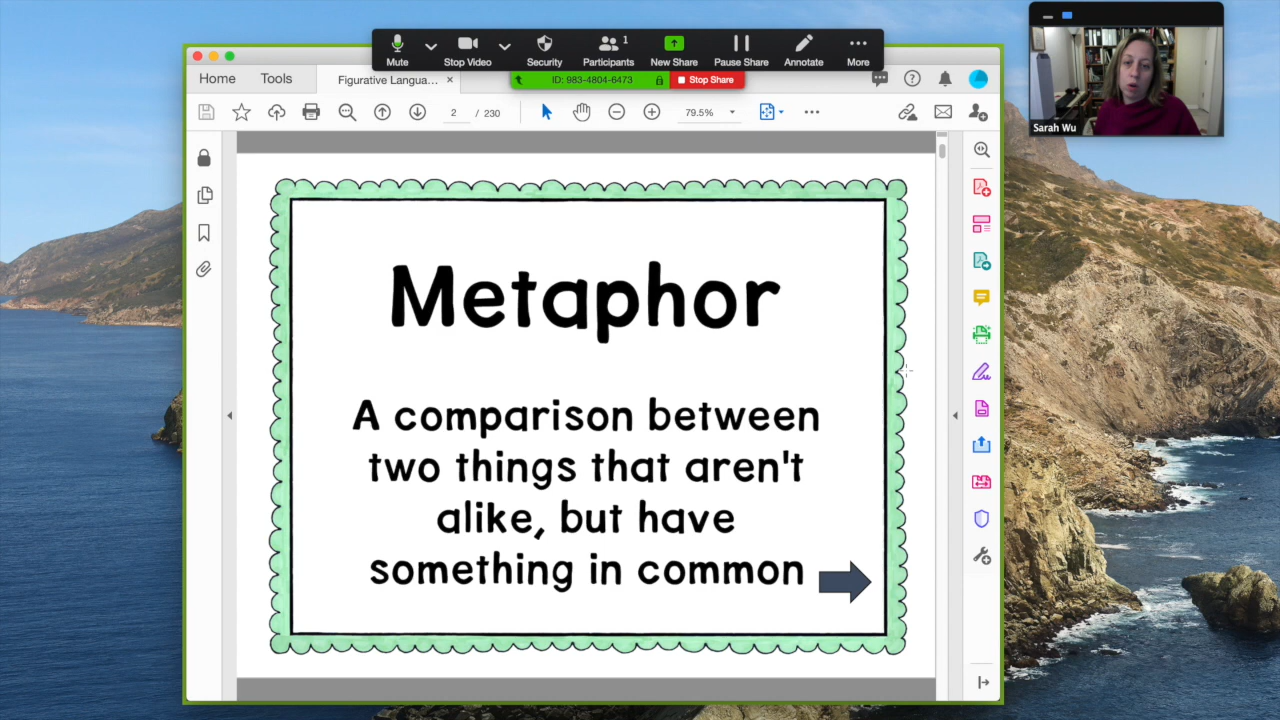 Mute
Stop Video
Security
Participants
1
New Share
Pause Share
Annotate
More
ID: 983-4804-6473
Stop Share
Home
Tools
Figurative Langua...
2 / 230
79.5%
Sarah Wu
Metaphor
A comparison between
two things that aren't
alike, but have
something in common